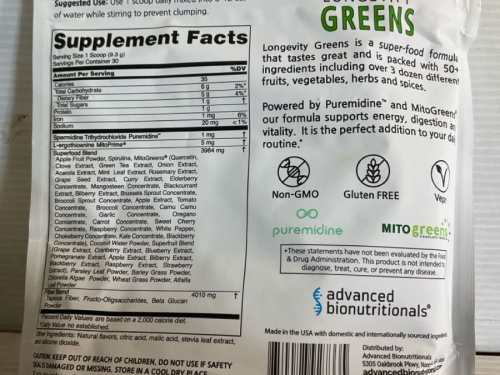 Suggested Use: Use 1 scoop daily mixed into 8-12 oz
of water while stirring to prevent clumping.
Supplement Facts
Serving Size 1 Scoop (9.3 g)
Servings Per Container 30
Amount Per Serving %DV
Calories 35
Total Carbohydrate 6 g 2%*
Dietary Fiber 5 g 4%*
Total Sugars 1 g †
Protein 1 g
Iron 1 mg 6%
Sodium 20 mg <1%
Spermidine Trihydrochloride Puremidine™ 1 mg †
L-ergothioneine MitoPrime® 5 mg †
Superfood Blend 3964 mg †
Apple Fruit Powder, Spirulina, MitoGreens® (Quercetin,
Clove Extract, Green Tea Extract, Onion Extract,
Acerola Extract, Mint Leaf Extract, Rosemary Extract,
Grape Seed Extract, Curry Extract, Elderberry
Concentrate, Mangosteen Concentrate, Blackcurrant
Extract, Bilberry Extract, Brussels Sprout Concentrate,
Broccoli Sprout Concentrate, Apple Extract, Tomato
Concentrate, Broccoli Concentrate, Camu Camu
Concentrate, Garlic Concentrate, Oregano
Concentrate, Carrot Concentrate, Sweet Cherry
Concentrate, Raspberry Concentrate, White Pepper,
Chokeberry Concentrate, Kale Concentrate, Blackberry
Concentrate), Coconut Water Powder, Superfruit Blend
(Grape Extract, Cranberry Extract, Blueberry Extract,
Pomegranate Extract, Apple Extract, Bilberry Extract,
Blackberry Extract, Raspberry Extract, Strawberry
Extract), Parsley Leaf Powder, Barley Grass Powder,
Chlorella Algae Powder, Wheat Grass Powder, Alfalfa
Leaf Powder
Fiber Blend 4010 mg †
Tapioca Fiber, Fructo-Oligosaccharides, Beta Glucan
Powder
*Percent Daily Values are based on a 2,000 calorie diet.
†Daily Value not established.
Other Ingredients: Natural flavors, citric acid, malic acid, stevia leaf extract,
and silicone dioxide.
CAUTION: KEEP OUT OF REACH OF CHILDREN. DO NOT USE IF SAFETY
SEAL IS DAMAGED OR MISSING. STORE IN A COOL DRY PLACE.
LONGEVITY
GREENS
Longevity Greens is a super-food formula
that tastes great and is packed with 50+
ingredients including over 3 dozen different
fruits, vegetables, herbs and spices.
Powered by Puremidine™ and MitoGreens®
our formula supports energy, digestion and
vitality. It is the perfect addition to your daily
routine.*
Non-GMO
Gluten FREE
V
Vegan
puremidine
MITOgreens
*These statements have not been evaluated by the Food
& Drug Administration. This product is not intended to
diagnose, treat, cure, or prevent any disease.
advanced
bionutritionals®
Made in the USA with domestic and internationally sourced ingredients.
Distributed by:
Advanced Bionutritionals
5305 Oakbrook Pkwy, Norcross
advancedbionutritionals